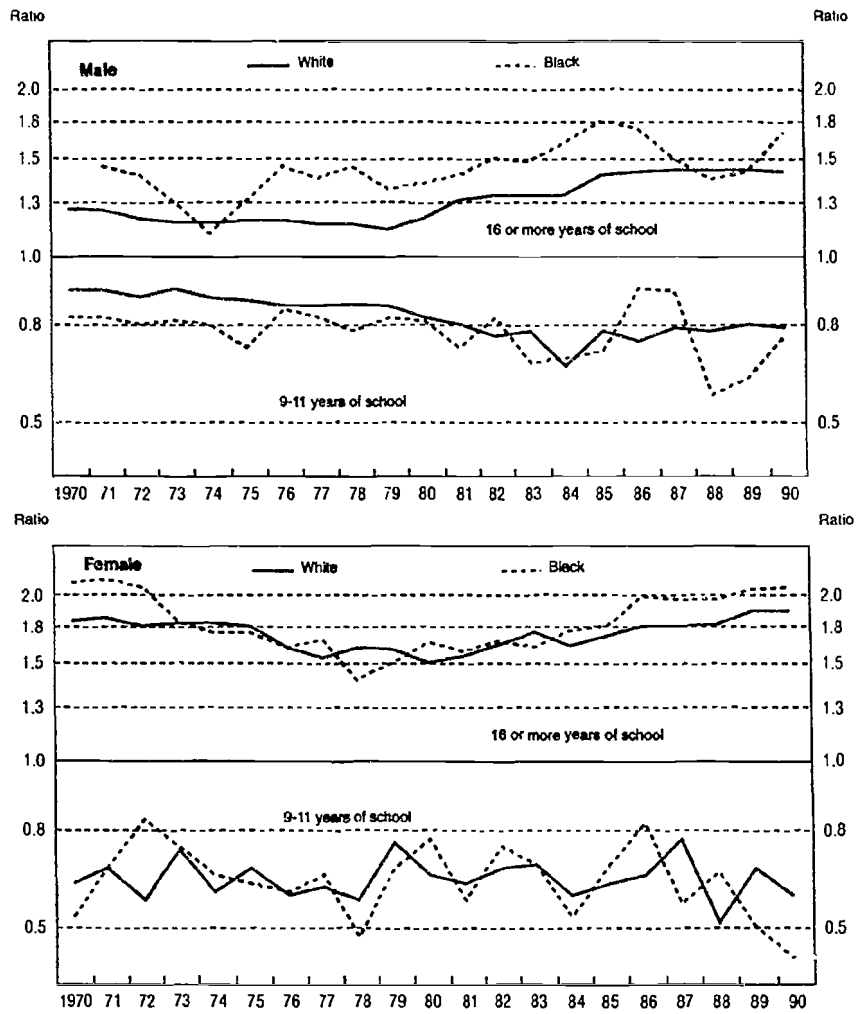 Ratio Ratio
Male White Black
2.0 2.0
1.8 1.8
1.5 1.5
1.3 1.3
16 or more years of school
1.0 1.0
0.8 0.8
9-11 years of school
0.5 0.5
1970 71 72 73 74 75 76 77 78 79 80 81 82 83 84 85 86 87 88 89 90
Ratio Ratio
Female White Black
2.0 2.0
1.8 1.8
1.5 1.5
1.3 1.3
16 or more years of school
1.0 1.0
9-11 years of school
0.8 0.8
0.5 0.5
1970 71 72 73 74 75 76 77 78 79 80 81 82 83 84 85 86 87 88 89 90